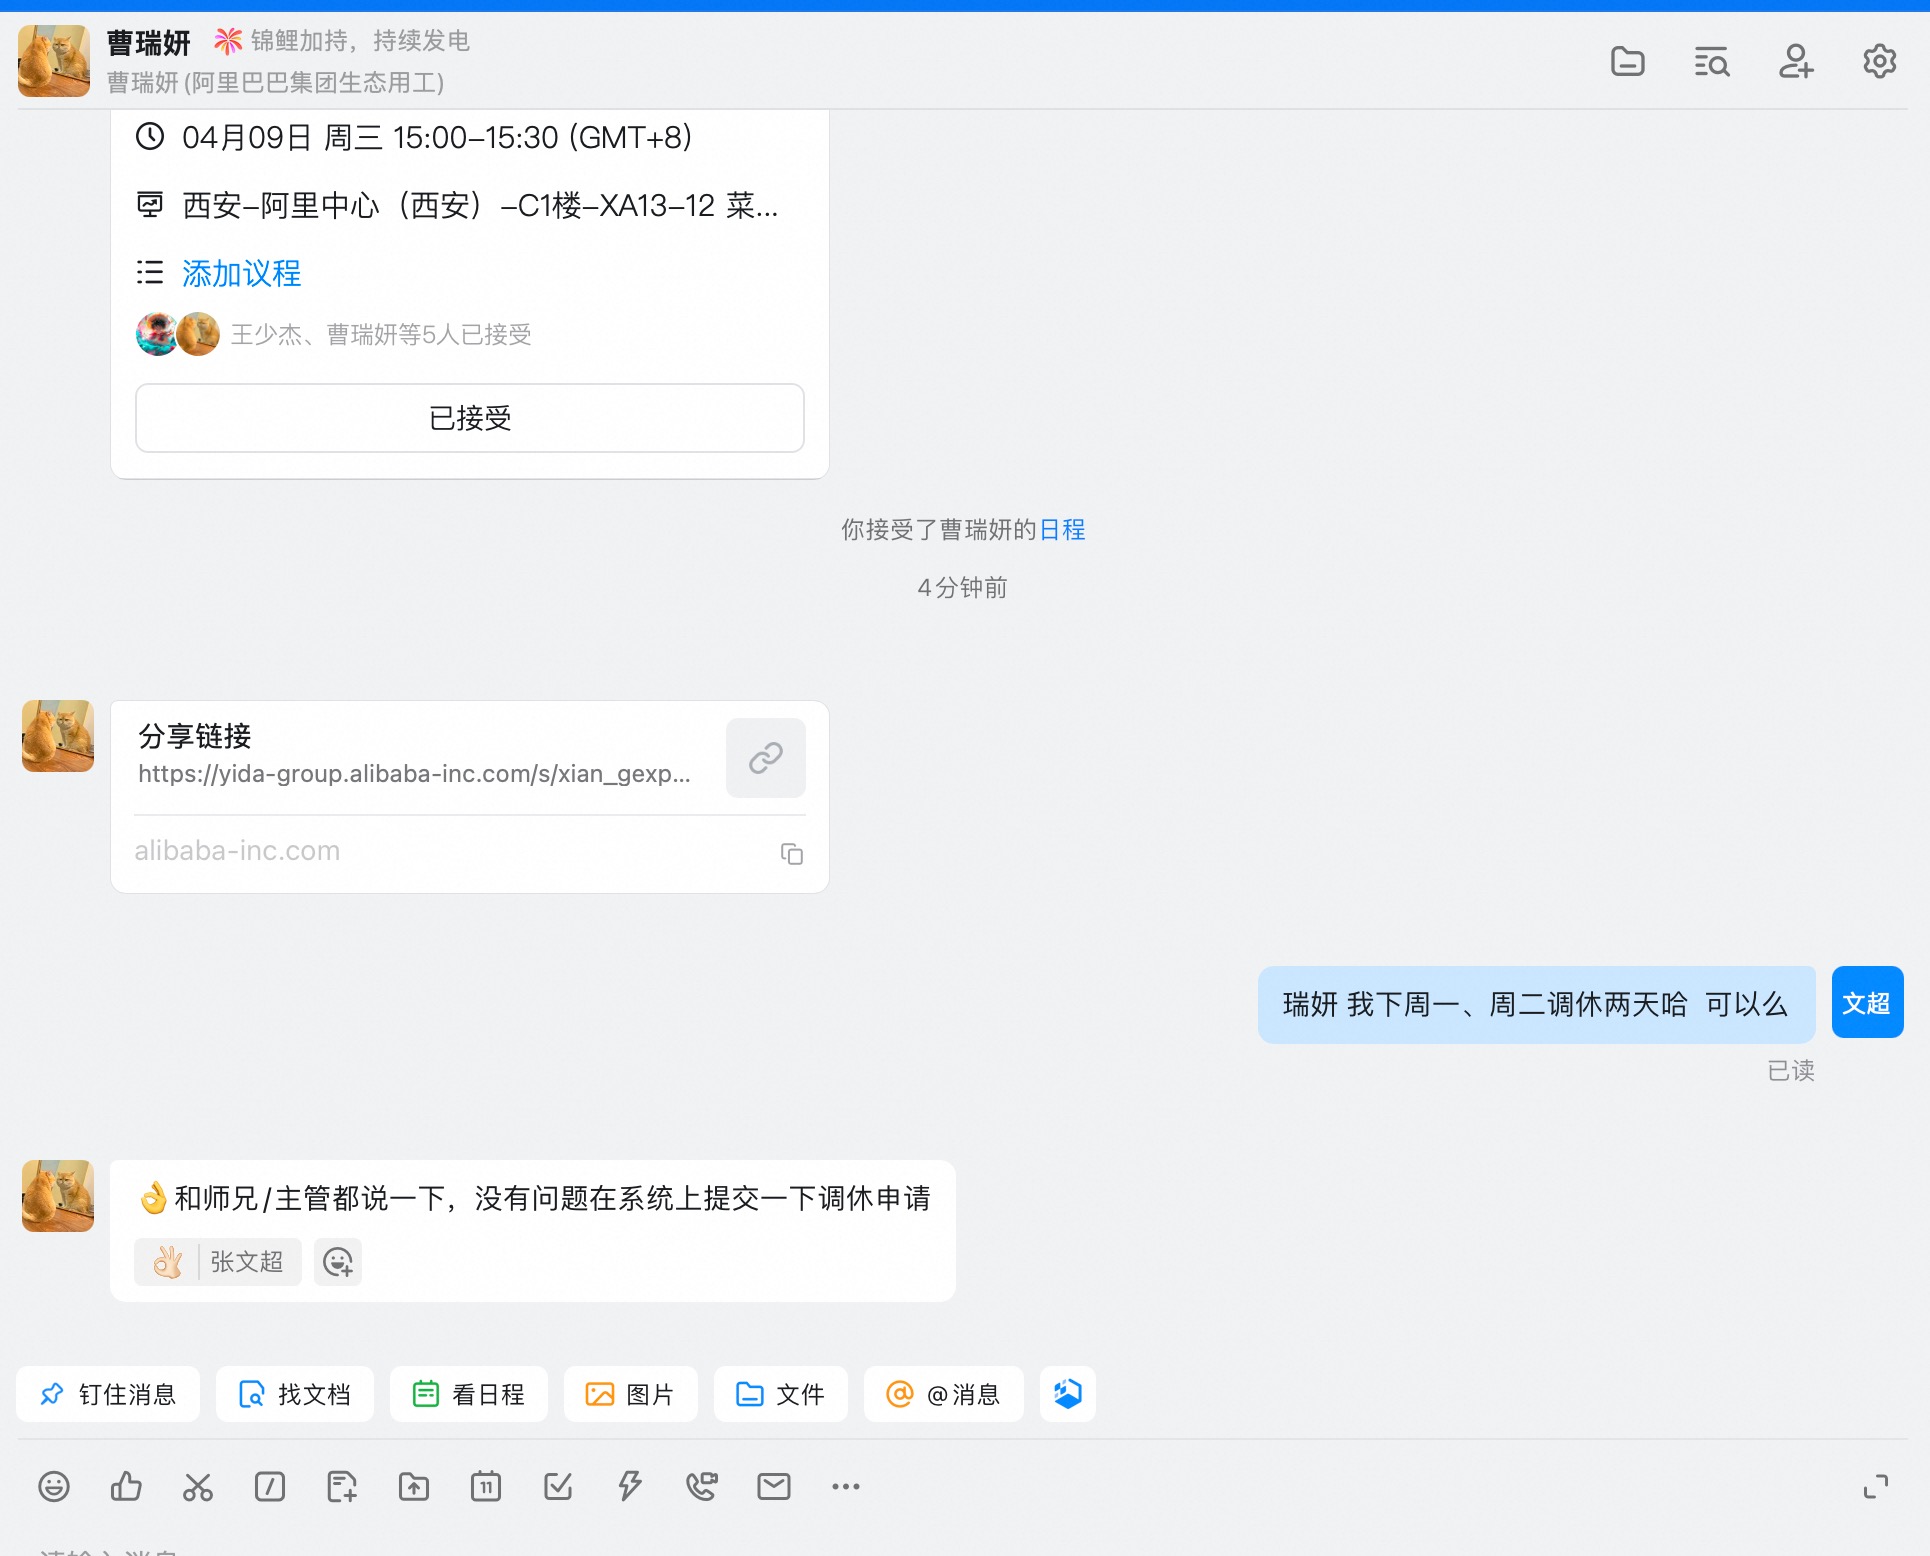 曹瑞妍 锦鲤加持，持续发电
曹瑞妍(阿里巴巴集团生态用工)
04月09日 周三 15:00-15:30 (GMT+8)
西安-阿里中心（西安）-C1楼-XA13-12 菜...
添加议程
王少杰、曹瑞妍等5人已接受
已接受
你接受了曹瑞妍的日程
4分钟前
分享链接
https://yida-group.alibaba-inc.com/s/xian_gexp...
alibaba-inc.com
瑞妍 我下周一、周二调休两天哈 可以么
文超
已读
👌和师兄/主管都说一下，没有问题在系统上提交一下调休申请
张文超
钉住消息 找文档 看日程 图片 文件 @消息
11
请输入消息